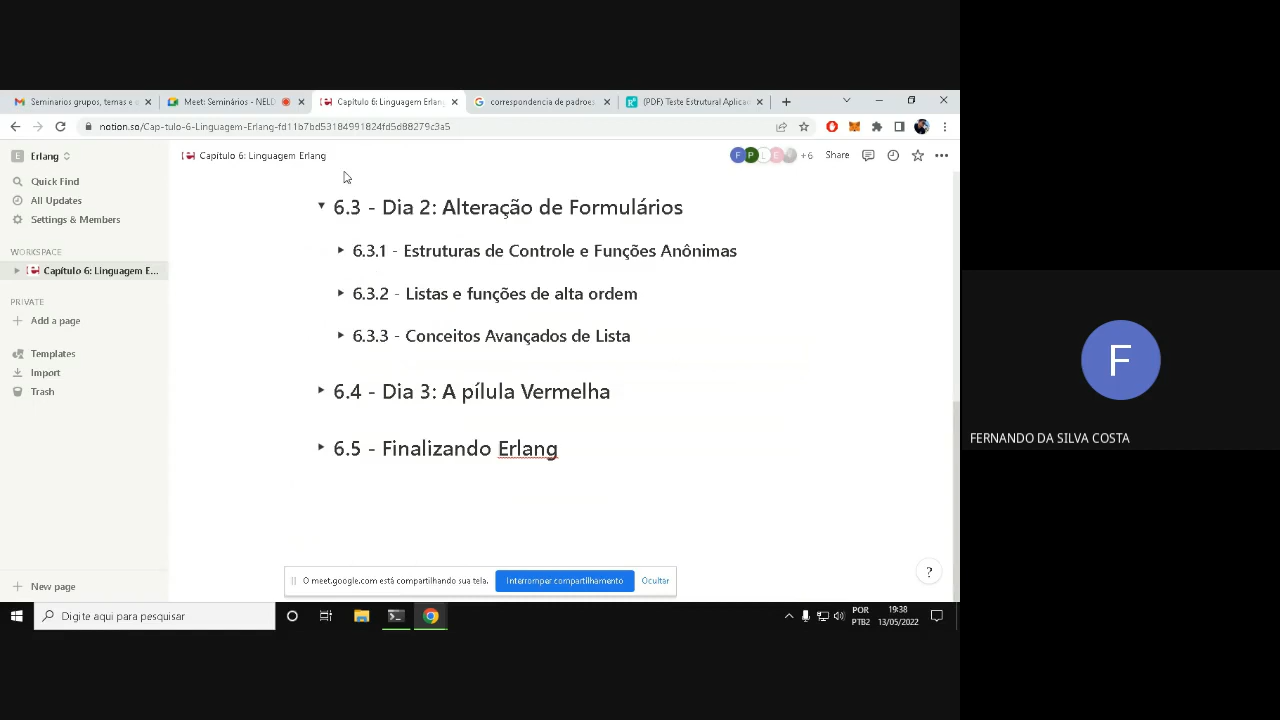 Seminarios grupos, temas e
Meet: Seminários - NELD
Capítulo 6: Linguagem Erlang
correspondencia de padroes
(PDF) Teste Estrutural Aplicad
notion.so/Cap-tulo-6-Linguagem-Erlang-fd11b7bd53184991824fd5d88279c3a5
E Erlang
Capítulo 6: Linguagem Erlang
F P L E +6 Share
Quick Find
All Updates
Settings & Members
WORKSPACE
Capítulo 6: Linguagem E...
PRIVATE
Add a page
Templates
Import
Trash
New page
6.3 - Dia 2: Alteração de Formulários
6.3.1 - Estruturas de Controle e Funções Anônimas
6.3.2 - Listas e funções de alta ordem
6.3.3 - Conceitos Avançados de Lista
6.4 - Dia 3: A pílula Vermelha
6.5 - Finalizando Erlang
?
O meet.google.com está compartilhando sua tela. Interromper compartilhamento Ocultar
Digite aqui para pesquisar
POR
PTB2
19:38
13/05/2022
F
FERNANDO DA SILVA COSTA